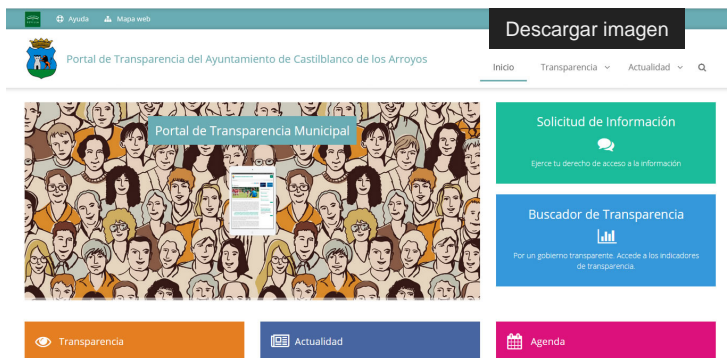 Ayuda
Mapa web
Descargar imagen
Portal de Transparencia del Ayuntamiento de Castilblanco de los Arroyos
Inicio
Transparencia
Actualidad
Portal de Transparencia Municipal
Solicitud de Información
Ejerce tu derecho de acceso a la información
Buscador de Transparencia
Por un gobierno transparente. Accede a los indicadores
de transparencia.
Transparencia
Actualidad
Agenda